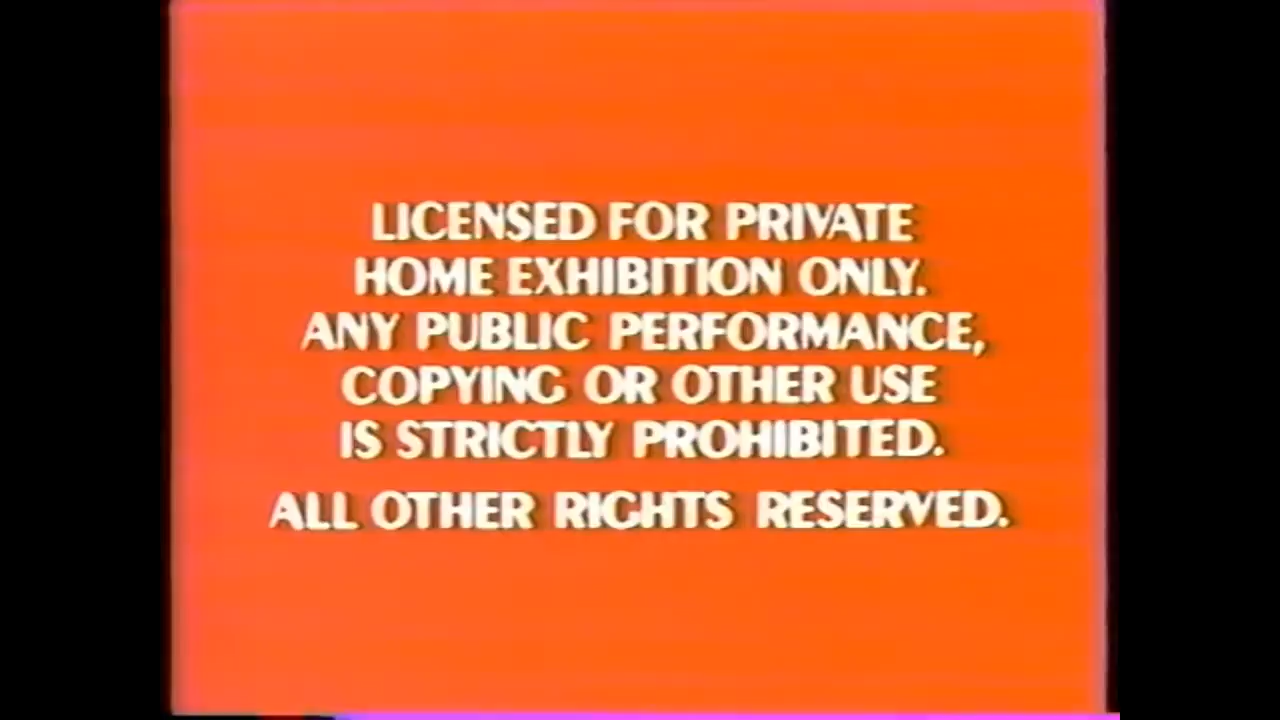 LICENSED FOR PRIVATE
HOME EXHIBITION ONLY.
ANY PUBLIC PERFORMANCE,
COPYING OR OTHER USE
IS STRICTLY PROHIBITED.
ALL OTHER RIGHTS RESERVED.